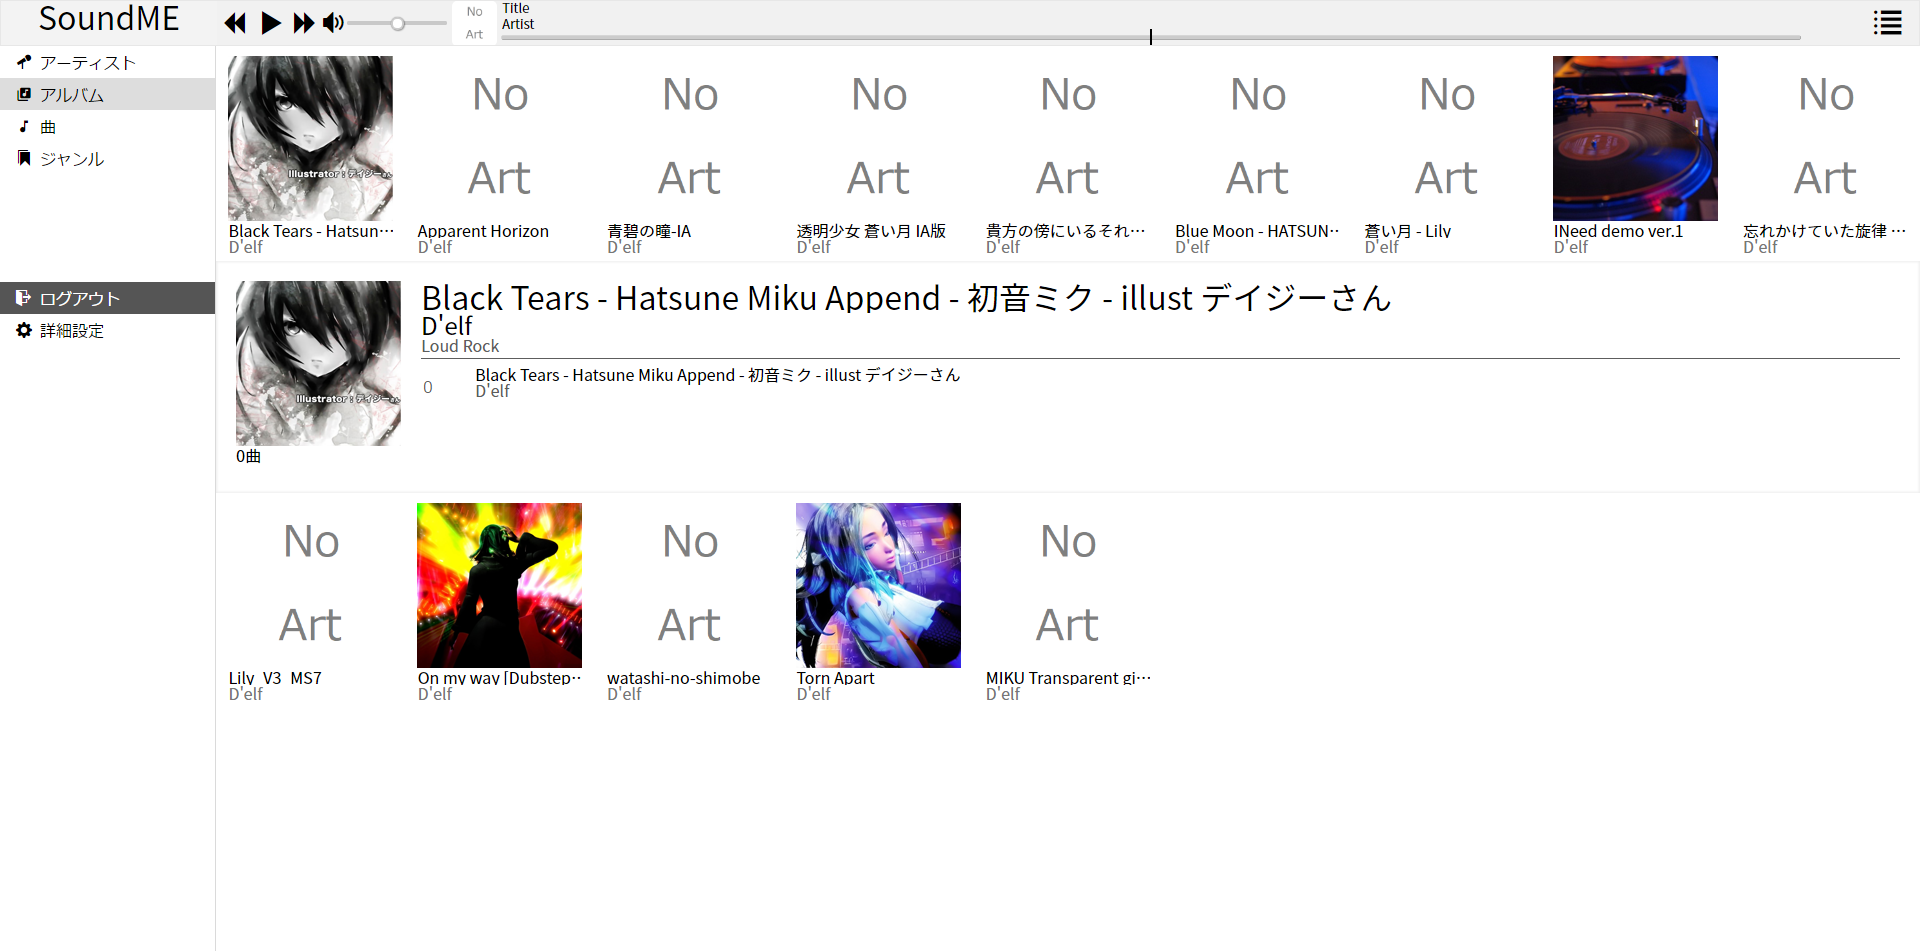 SoundME
No
Art
Title
Artist
アーティスト
アルバム
曲
ジャンル
ログアウト
詳細設定
Illustrator : デイジーさん
No
Art
No
Art
No
Art
No
Art
No
Art
No
Art
No
Art
Black Tears - Hatsun…
D'elf
Apparent Horizon
D'elf
青碧の瞳-IA
D'elf
透明少女 蒼い月 IA版
D'elf
貴方の傍にいるそれ…
D'elf
Blue Moon - HATSUN…
D'elf
蒼い月 - Lily
D'elf
INeed demo ver.1
D'elf
忘れかけていた旋律 …
D'elf
Illustrator : デイジーさん
0曲
Black Tears - Hatsune Miku Append - 初音ミク - illust デイジーさん
D'elf
Loud Rock
0
Black Tears - Hatsune Miku Append - 初音ミク - illust デイジーさん
D'elf
No
Art
No
Art
No
Art
Lily_V3_MS7
D'elf
On my way [Dubstep…
D'elf
watashi-no-shimobe
D'elf
Torn Apart
D'elf
MIKU Transparent gi…
D'elf